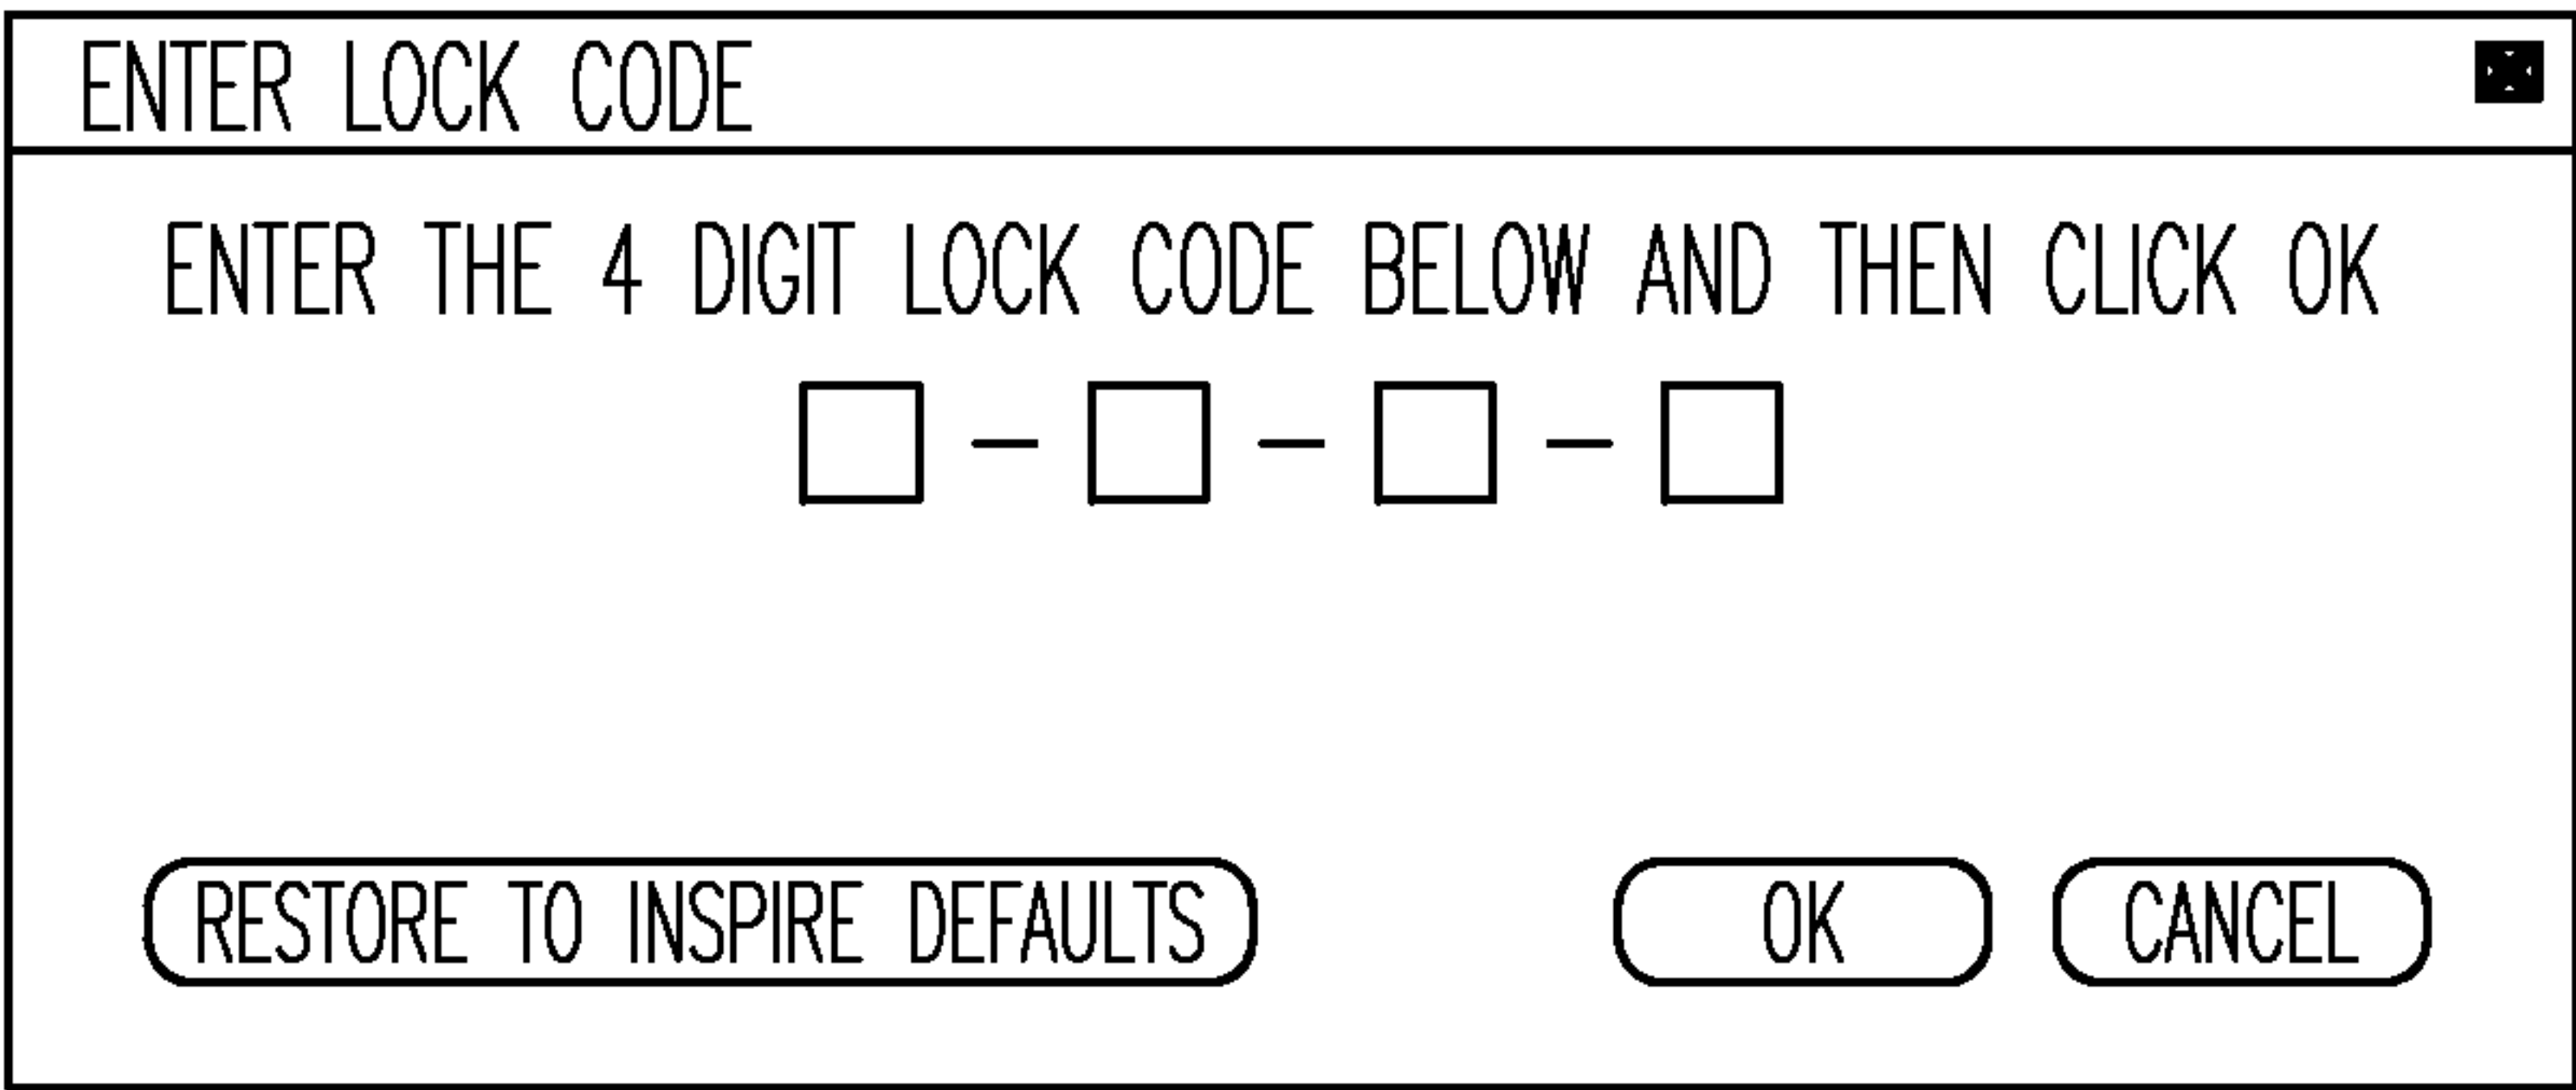 ENTER LOCK CODE
ENTER THE 4 DIGIT LOCK CODE BELOW AND THEN CLICK OK
RESTORE TO INSPIRE DEFAULTS OK CANCEL